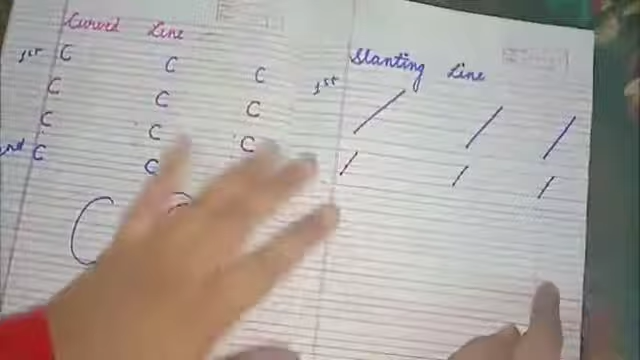 Curved Line
1st C C C
C C C
C C C
2nd C C
C
Slanting Line
1st / / /
/ / /